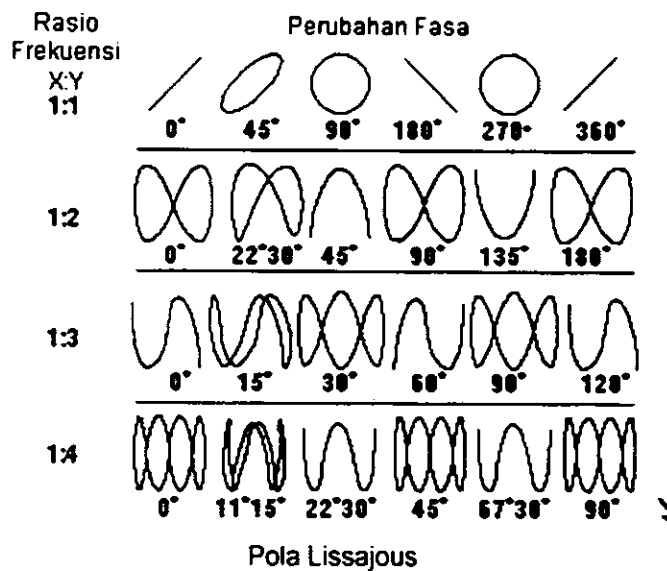 Rasio
Frekuensi
X:Y
Perubahan Fasa
1:1
0° 45° 90° 180° 270° 360°
1:2
0° 22°30° 45° 90° 135° 180°
1:3
0° 15° 30° 60° 90° 120°
1:4
0° 11°15° 22°30° 45° 67°30° 90°
Pola Lissajous